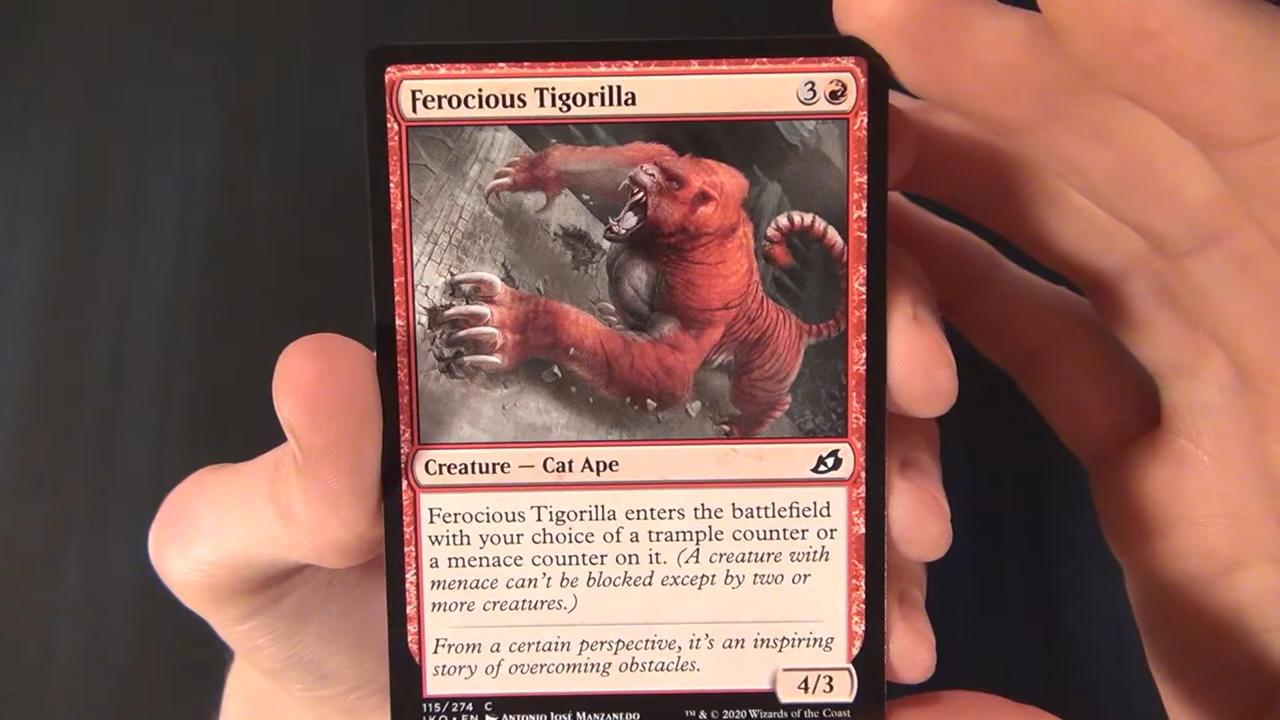 Ferocious Tigorilla 3
Creature — Cat Ape
Ferocious Tigorilla enters the battlefield
with your choice of a trample counter or
a menace counter on it. (A creature with
menace can't be blocked except by two or
more creatures.)
From a certain perspective, it's an inspiring
story of overcoming obstacles.
4/3
115/274 C
IKO • EN Antonio José Manzanedo ™ & © 2020 Wizards of the Coast